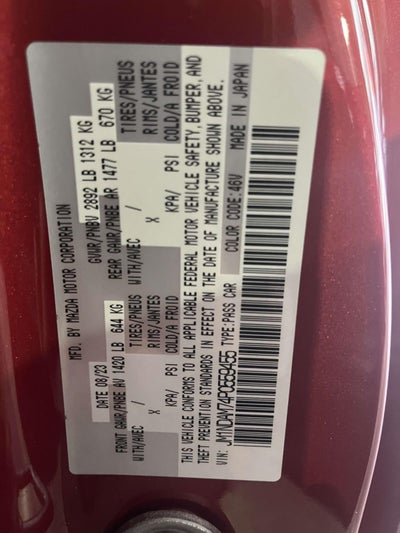 MFD. BY MAZDA MOTOR CORPORATION
DATE: 08/23 GVWR/PNBV 2892 LB 1312 KG
FRONT GAWR/PNBE AV 1420 LB 644 KG REAR GAWR/PNBE AR 1477 LB 670 KG
WITH/AVEC TIRES/PNEUS WITH/AVEC TIRES/PNEUS
X RIMS/JANTES X RIMS/JANTES
KPA/ PSI COLD/A FROID KPA/ PSI COLD/A FROID
THIS VEHICLE CONFORMS TO ALL APPLICABLE FEDERAL MOTOR VEHICLE SAFETY, BUMPER, AND
THEFT PREVENTION STANDARDS IN EFFECT ON THE DATE OF MANUFACTURE SHOWN ABOVE.
VIN: JM1NDAM74P0559455 TYPE:PASS CAR COLOR CODE:46V MADE IN JAPAN